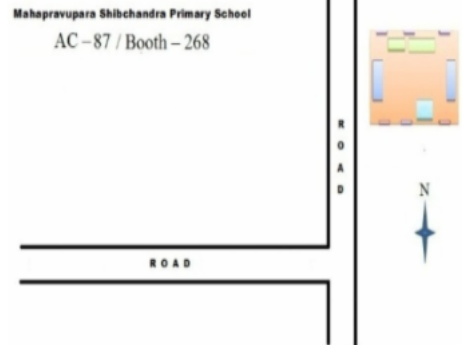 Mahapravupara Shibchandra Primary School
AC – 87 / Booth – 268
R
O
A
D
N
ROAD